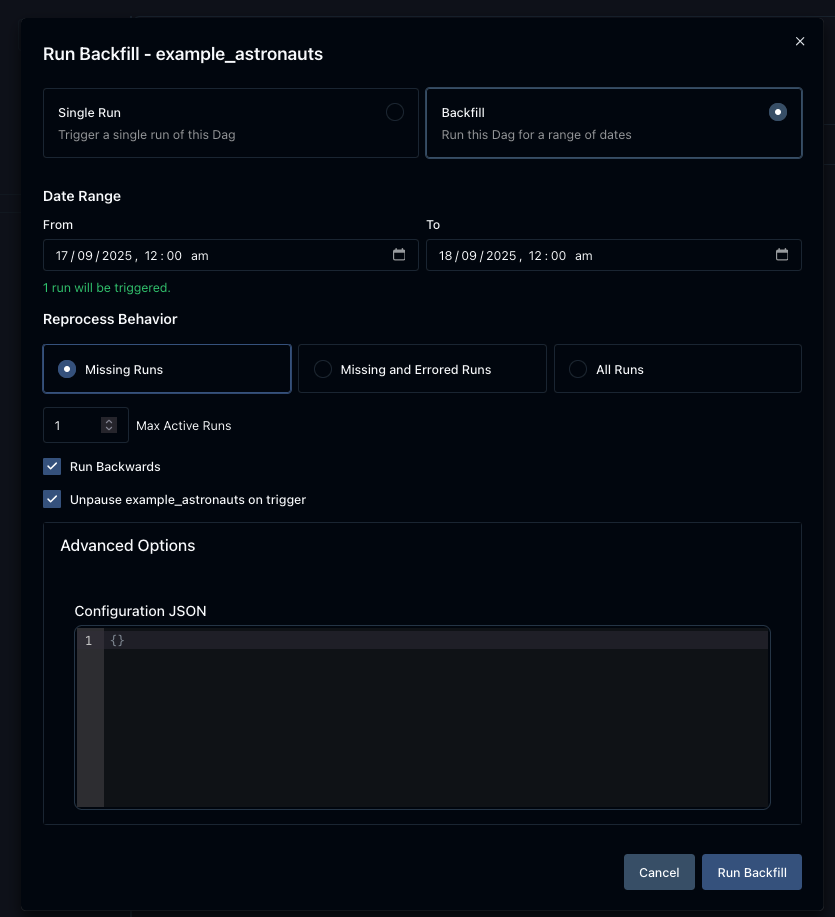 Run Backfill - example_astronauts
Single Run
Trigger a single run of this Dag
Backfill
Run this Dag for a range of dates
Date Range
From
To
17/09/2025, 12:00 am
18/09/2025, 12:00 am
1 run will be triggered.
Reprocess Behavior
Missing Runs
Missing and Errored Runs
All Runs
1
Max Active Runs
Run Backwards
Unpause example_astronauts on trigger
Advanced Options
Configuration JSON
1 {}
Cancel
Run Backfill